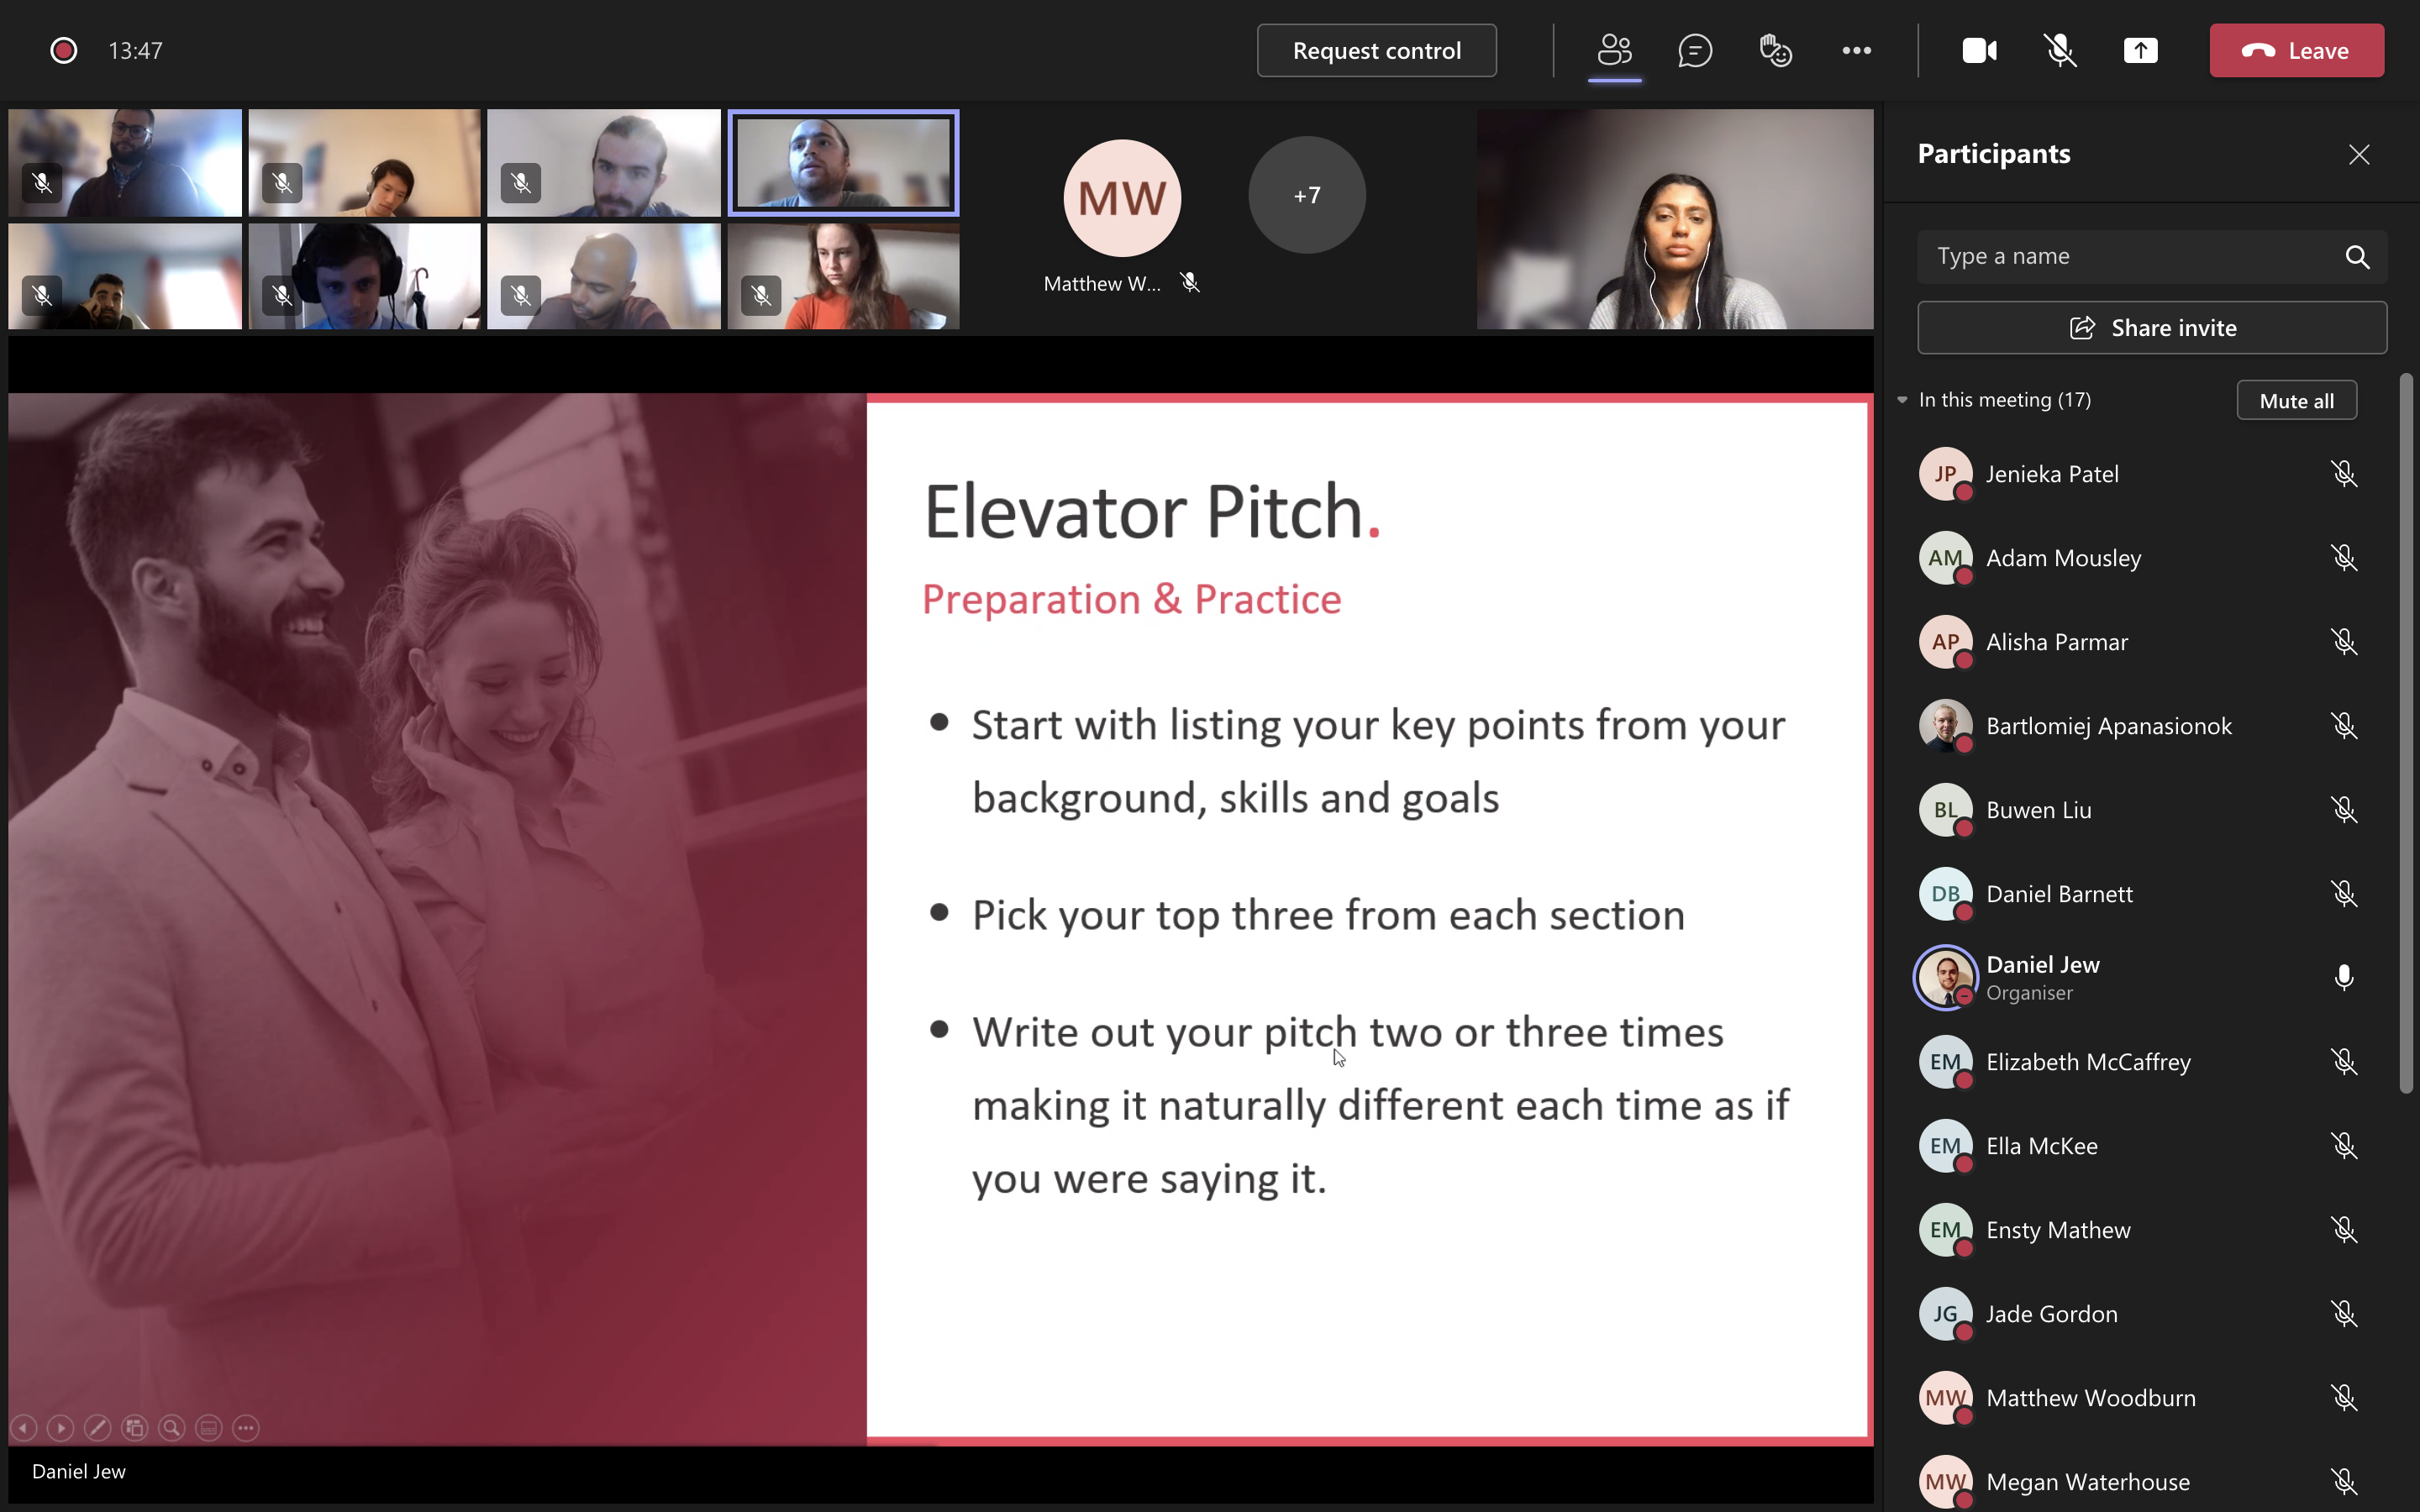 13:47
Request control
Leave
MW
Matthew W...
+7
Participants
Type a name
Share invite
In this meeting (17)
Mute all
Elevator Pitch.
Preparation & Practice
Start with listing your key points from your
background, skills and goals
Pick your top three from each section
Write out your pitch two or three times
making it naturally different each time as if
you were saying it.
Daniel Jew
JP
Jenieka Patel
AM
Adam Mousley
AP
Alisha Parmar
Bartlomiej Apanasionok
BL
Buwen Liu
DB
Daniel Barnett
Daniel Jew
Organiser
EM
Elizabeth McCaffrey
EM
Ella McKee
EM
Ensty Mathew
JG
Jade Gordon
MW
Matthew Woodburn
MW
Megan Waterhouse